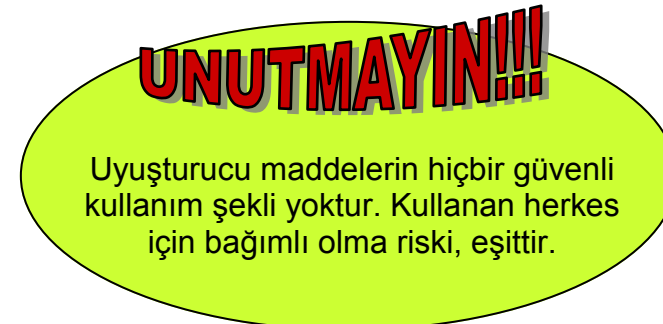 UNUTMAYIN!!!
Uyuşturucu maddelerin hiçbir güvenli
kullanım şekli yoktur. Kullanan herkes
için bağımlı olma riski, eşittir.